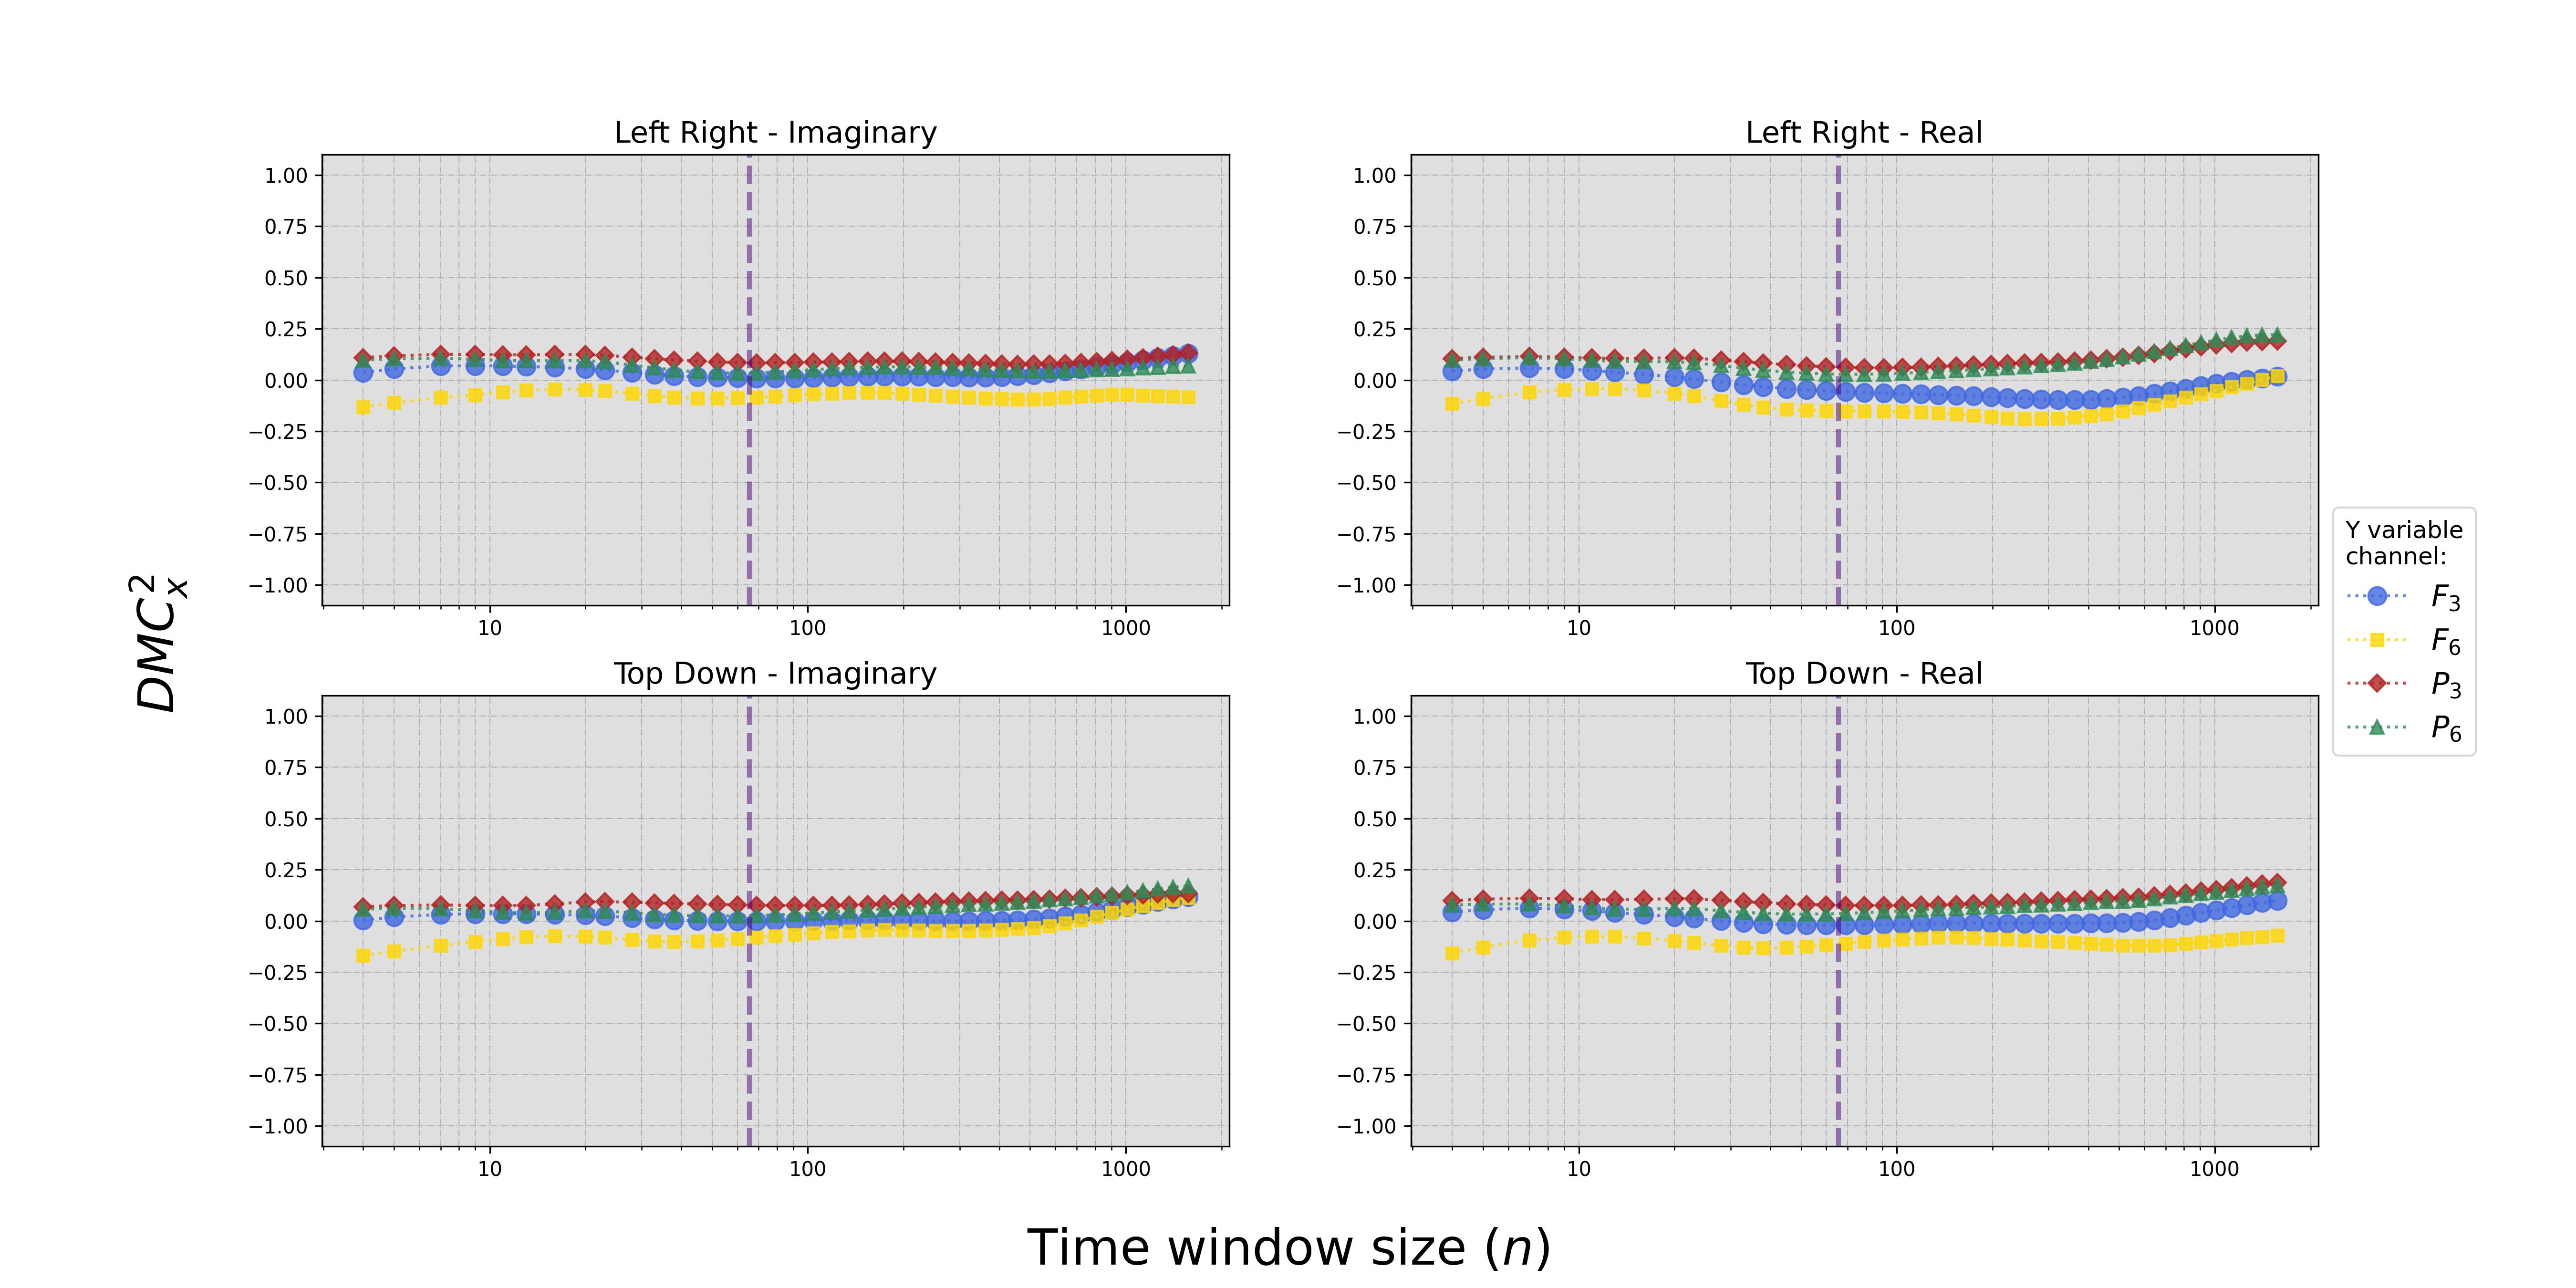 Left Right - Imaginary
1.00
0.75
0.50
0.25
0.00
−0.25
−0.50
−0.75
−1.00
10 100 1000
Left Right - Real
1.00
0.75
0.50
0.25
0.00
−0.25
−0.50
−0.75
−1.00
10 100 1000
Top Down - Imaginary
1.00
0.75
0.50
0.25
0.00
−0.25
−0.50
−0.75
−1.00
10 100 1000
Top Down - Real
1.00
0.75
0.50
0.25
0.00
−0.25
−0.50
−0.75
−1.00
10 100 1000
Y variable
channel:
F₃
F₆
P₃
P₆
DMC²ₓ
Time window size (n)